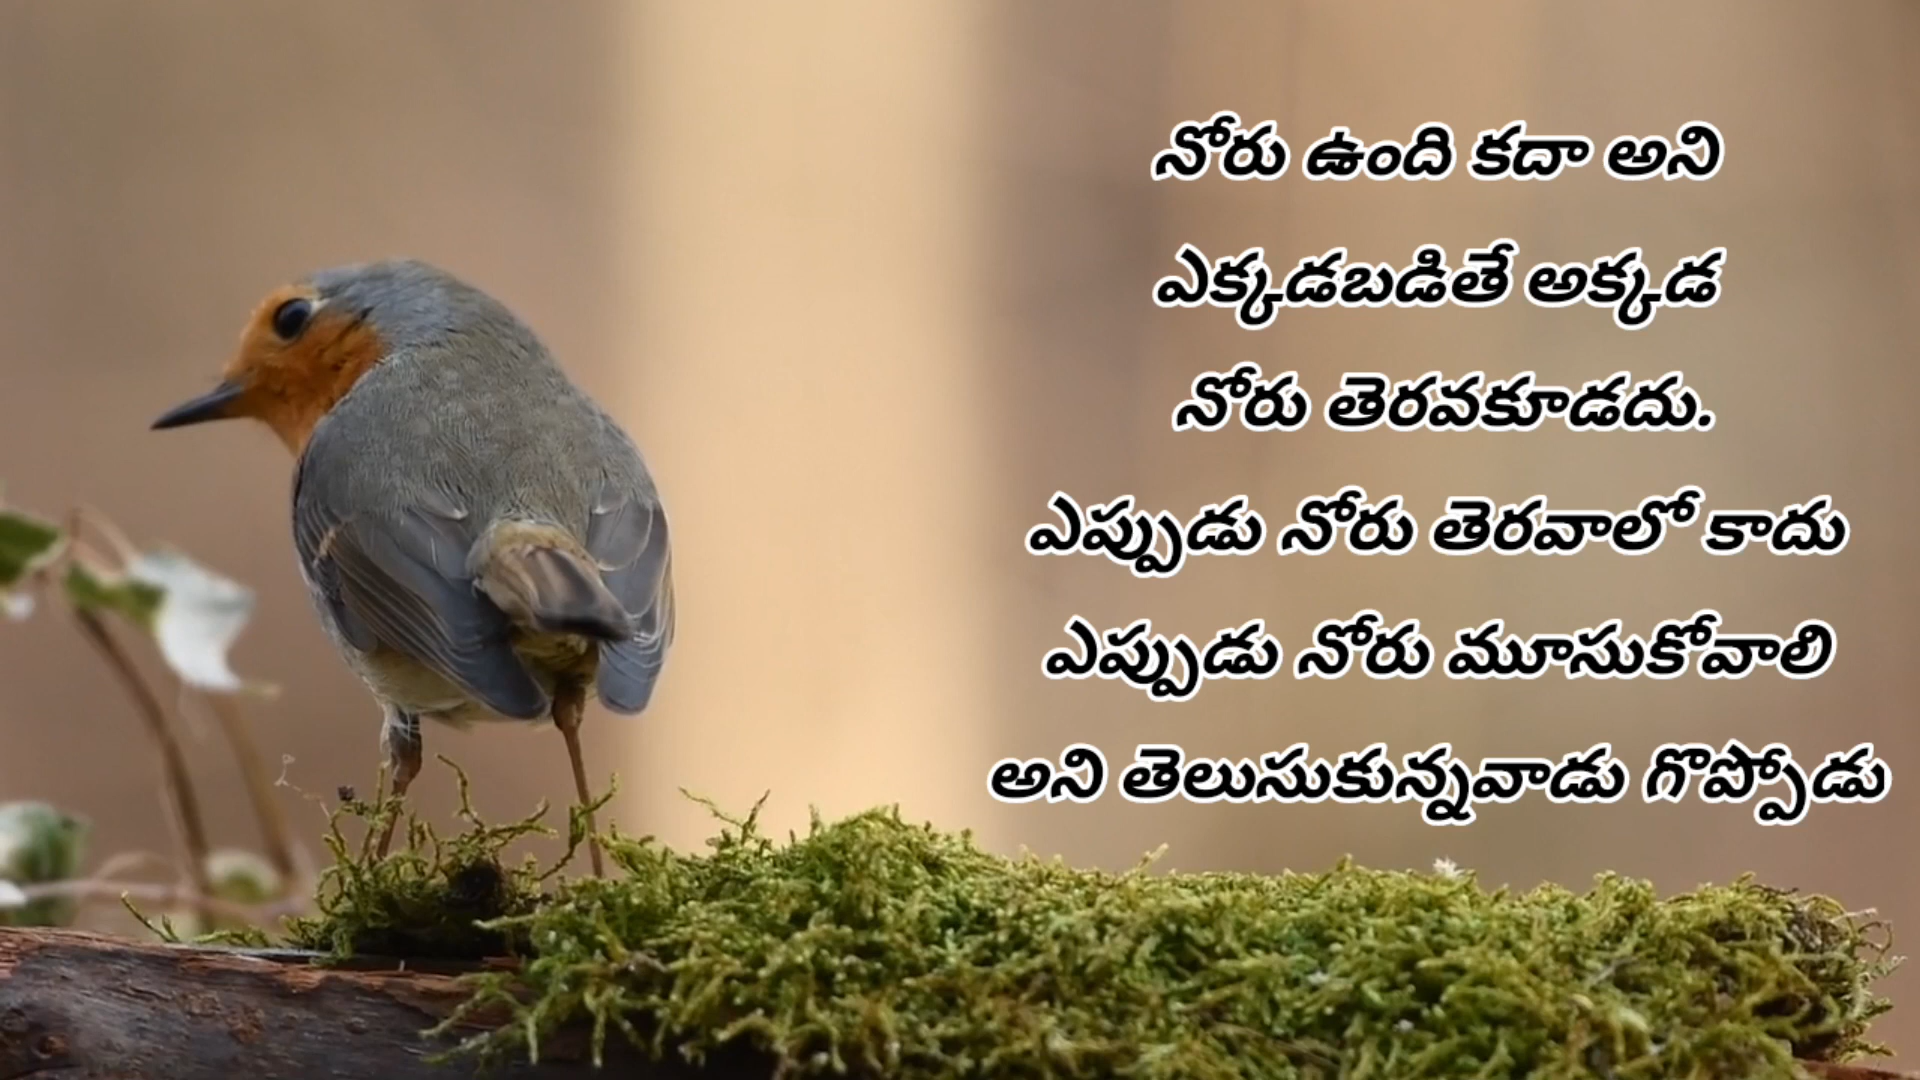 నోరు ఉంది కదా అని
ఎక్కడబడితే అక్కడ
నోరు తెరవకూడదు.
ఎప్పుడు నోరు తెరవాలో కాదు
ఎప్పుడు నోరు మూసుకోవాలి
అని తెలుసుకున్నవాడు గొప్పోడు